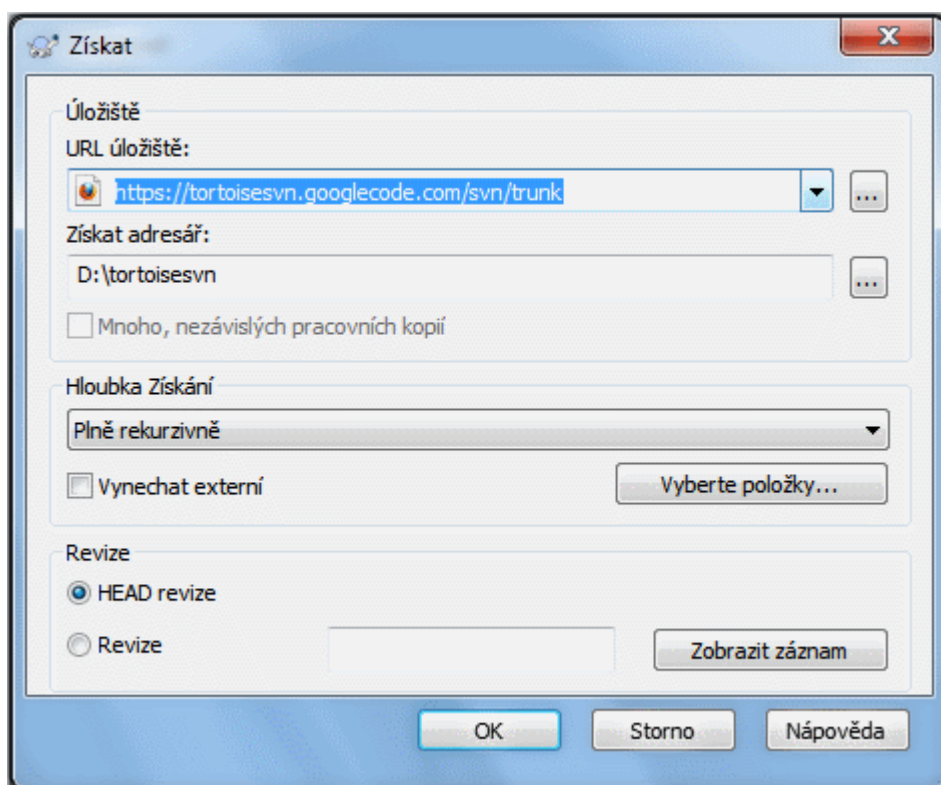 Získat
Úložiště
URL úložiště:
https://tortoisesvn.googlecode.com/svn/trunk
...
Získat adresář:
D:\tortoisesvn
...
Mnoho, nezávislých pracovních kopií
Hloubka Získání
Plně rekurzivně
Vynechat externí
Vyberte položky...
Revize
HEAD revize
Revize
Zobrazit záznam
OK
Storno
Nápověda